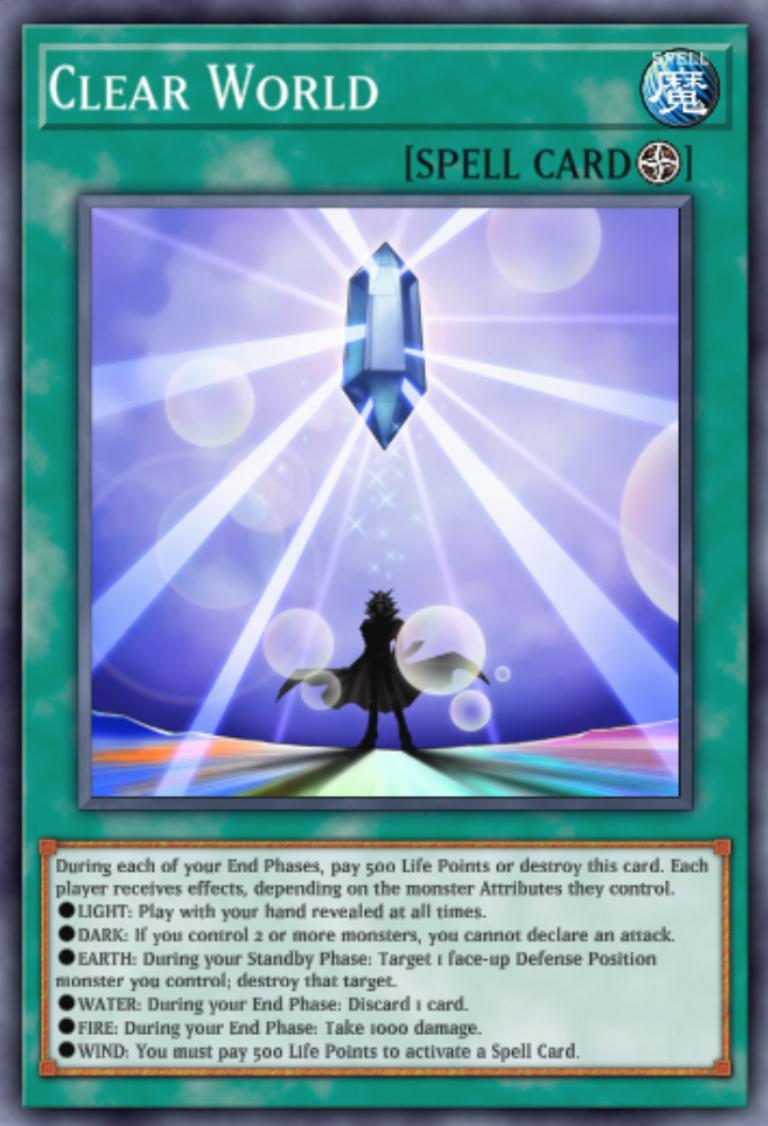 CLEAR WORLD
SPELL
魔
[SPELL CARD]
During each of your End Phases, pay 500 Life Points or destroy this card. Each
player receives effects, depending on the monster Attributes they control.
●LIGHT: Play with your hand revealed at all times.
●DARK: If you control 2 or more monsters, you cannot declare an attack.
●EARTH: During your Standby Phase: Target 1 face-up Defense Position
monster you control; destroy that target.
●WATER: During your End Phase: Discard 1 card.
●FIRE: During your End Phase: Take 1000 damage.
●WIND: You must pay 500 Life Points to activate a Spell Card.